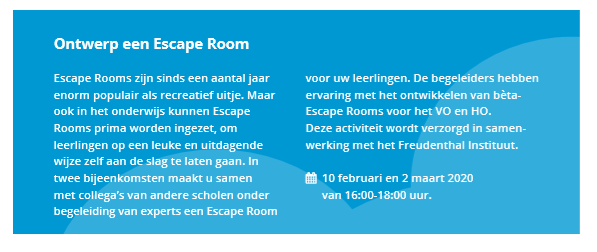 Ontwerp een Escape Room
Escape Rooms zijn sinds een aantal jaar
enorm populair als recreatief uitje. Maar
ook in het onderwijs kunnen Escape
Rooms prima worden ingezet, om
leerlingen op een leuke en uitdagende
wijze zelf aan de slag te laten gaan. In
twee bijeenkomsten maakt u samen
met collega's van andere scholen onder
begeleiding van experts een Escape Room
voor uw leerlingen. De begeleiders hebben
ervaring met het ontwikkelen van bèta-
Escape Rooms voor het VO en HO.
Deze activiteit wordt verzorgd in samen-
werking met het Freudenthal Instituut.
10 februari en 2 maart 2020
van 16:00-18:00 uur.